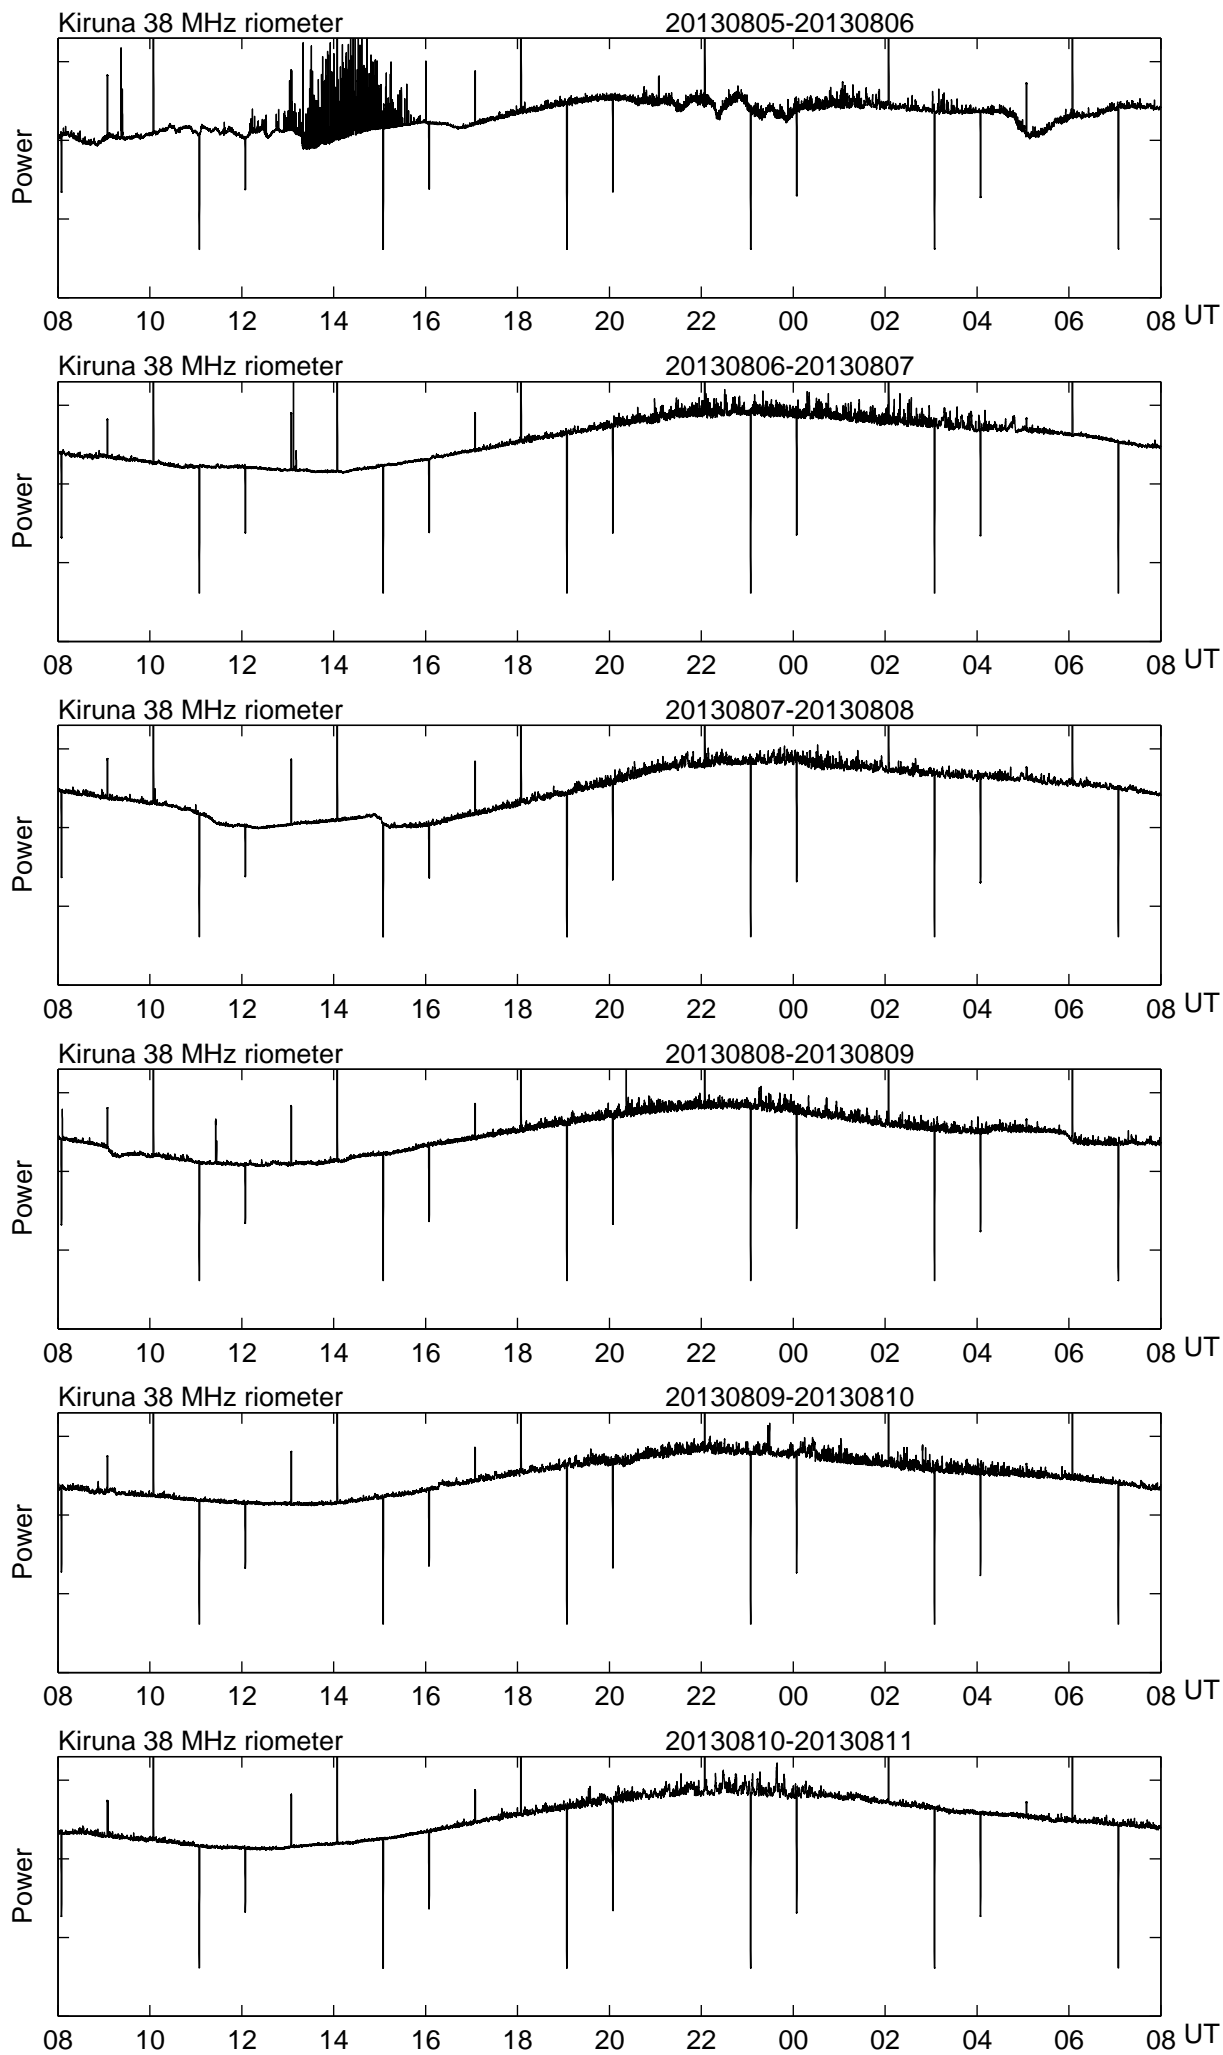 Kiruna 38 MHz riometer 20130805-20130806
Power
08 10 12 14 16 18 20 22 00 02 04 06 08 UT
Kiruna 38 MHz riometer 20130806-20130807
Power
08 10 12 14 16 18 20 22 00 02 04 06 08 UT
Kiruna 38 MHz riometer 20130807-20130808
Power
08 10 12 14 16 18 20 22 00 02 04 06 08 UT
Kiruna 38 MHz riometer 20130808-20130809
Power
08 10 12 14 16 18 20 22 00 02 04 06 08 UT
Kiruna 38 MHz riometer 20130809-20130810
Power
08 10 12 14 16 18 20 22 00 02 04 06 08 UT
Kiruna 38 MHz riometer 20130810-20130811
Power
08 10 12 14 16 18 20 22 00 02 04 06 08 UT